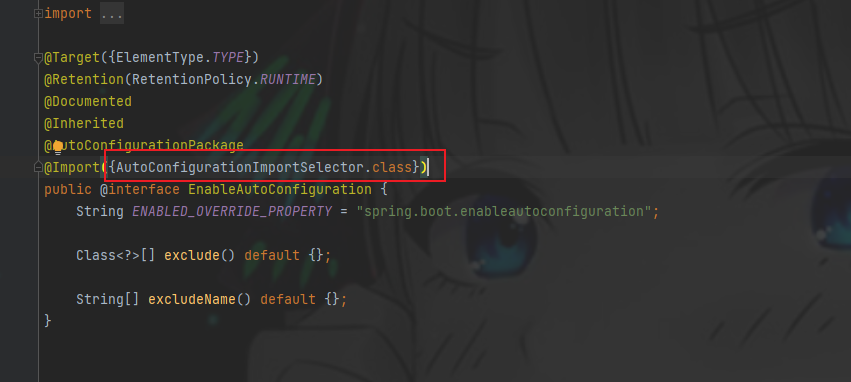 import ...
@Target({ElementType.TYPE})
@Retention(RetentionPolicy.RUNTIME)
@Documented
@Inherited
@AutoConfigurationPackage
@Import({AutoConfigurationImportSelector.class})
public @interface EnableAutoConfiguration {
    String ENABLED_OVERRIDE_PROPERTY = "spring.boot.enableautoconfiguration";
    Class<?>[] exclude() default {};
    String[] excludeName() default {};
}